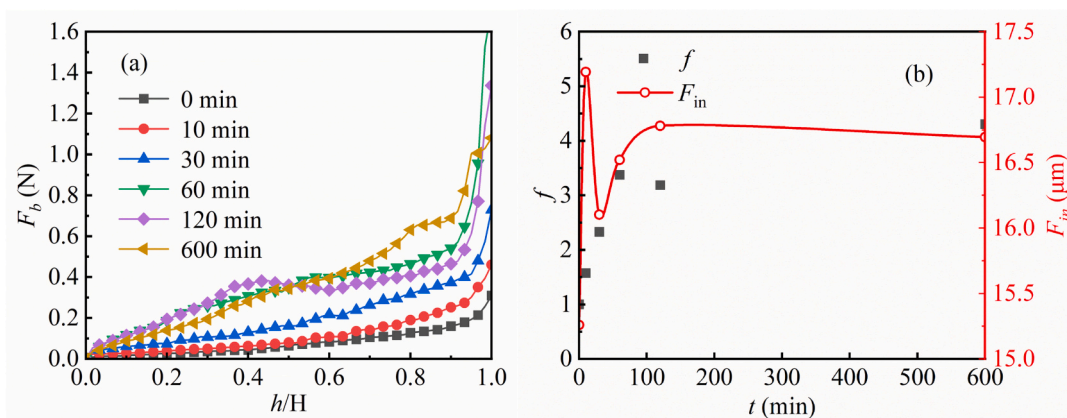 (a)
0 min
10 min
30 min
60 min
120 min
600 min
F_b (N)
0.0
0.2
0.4
0.6
0.8
1.0
1.2
1.4
1.6
0.0 0.2 0.4 0.6 0.8 1.0
h/H
(b)
f
F_in
f
0
1
2
3
4
5
6
0 100 200 300 400 500 600
t (min)
15.0
15.5
16.0
16.5
17.0
17.5
F_in (μm)